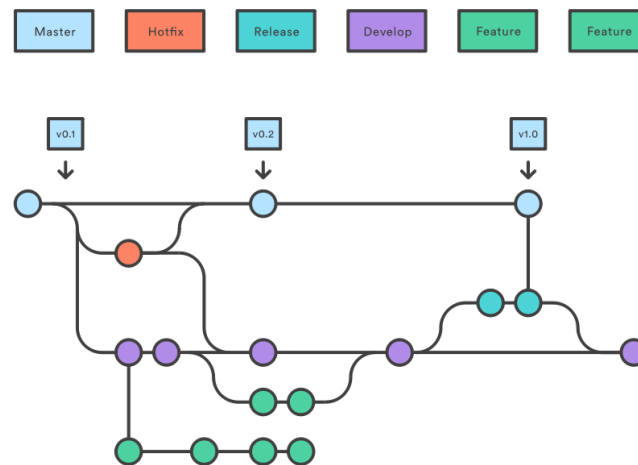 Master
Hotfix
Release
Develop
Feature
Feature
v0.1
v0.2
v1.0